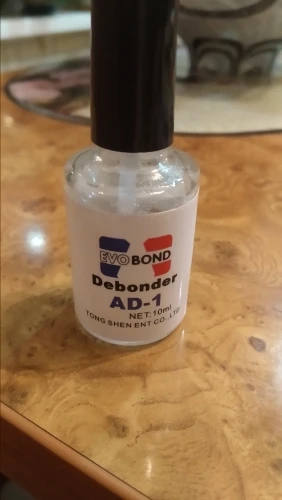 EVOBOND
Debonder
AD-1
NET:10ml
TONG SHEN ENT CO.,LTD